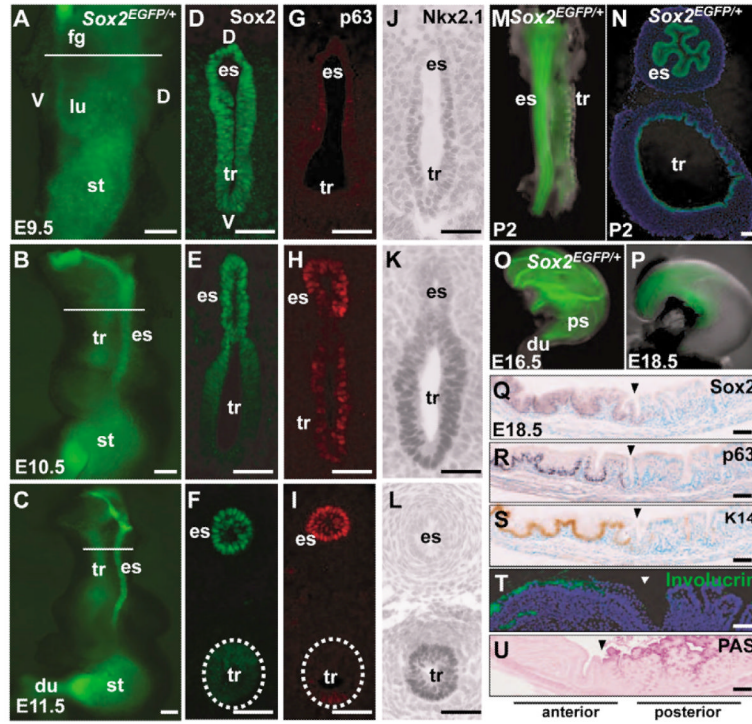 A Sox2EGFP/+
fg
V
lu
D
st
E9.5
B
tr
es
st
E10.5
C
tr
es
du
st
E11.5
D Sox2
D
es
tr
V
E
es
tr
F
es
tr
G p63
es
tr
H
es
tr
I
es
tr
J Nkx2.1
es
tr
K
es
tr
L
es
tr
M Sox2EGFP/+
es
tr
P2
N Sox2EGFP/+
es
tr
P2
O Sox2EGFP/+
ps
du
E16.5
P
E18.5
Q Sox2
E18.5
R p63
S K14
T Involucrin
U PAS
anterior posterior